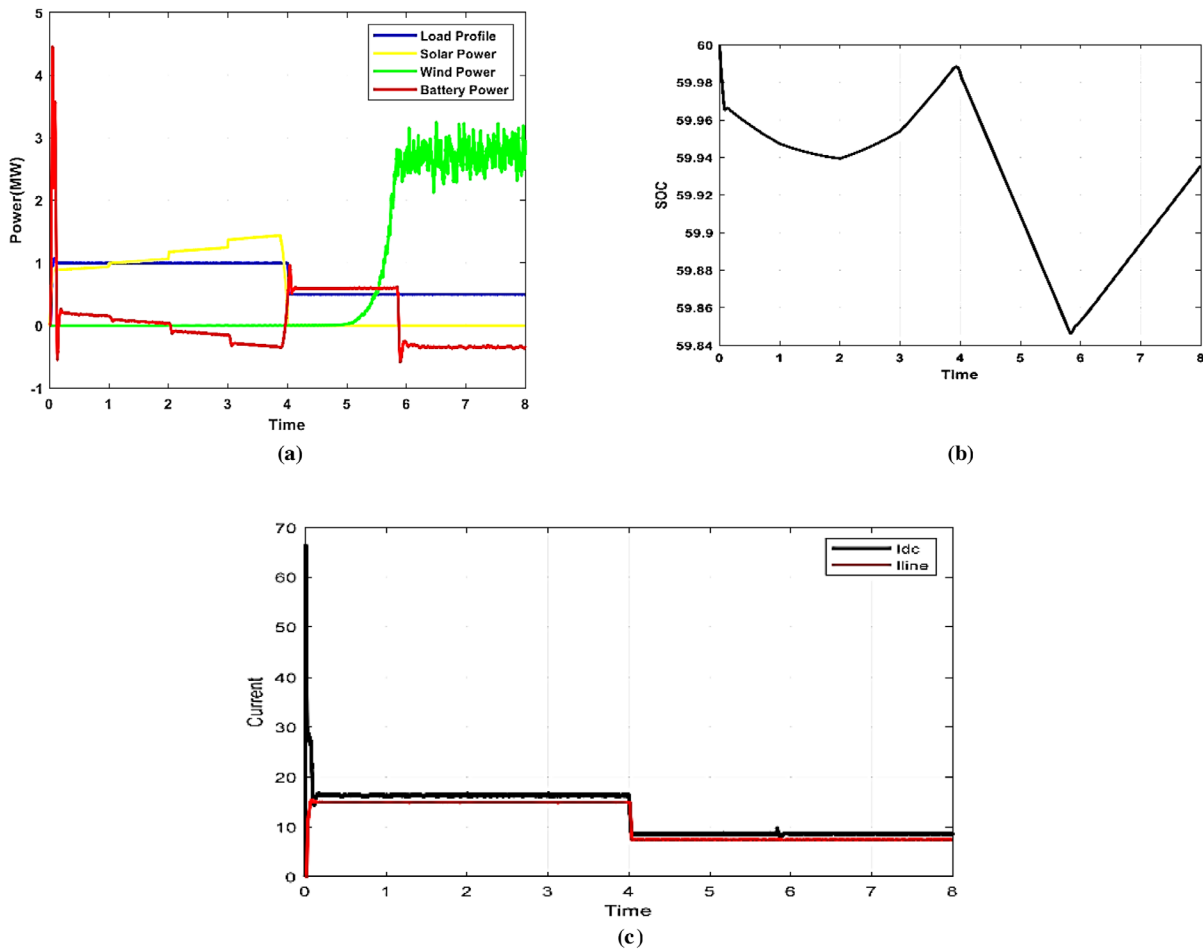 5
4
3
2
1
0
-1
Power(MW)
Load Profile
Solar Power
Wind Power
Battery Power
0 1 2 3 4 5 6 7 8
Time
(a)
60
59.98
59.96
59.94
59.92
59.9
59.88
59.86
59.84
SOC
0 1 2 3 4 5 6 7 8
Time
(b)
70
60
50
40
30
20
10
0
Current
Idc
Iline
0 1 2 3 4 5 6 7 8
Time
(c)